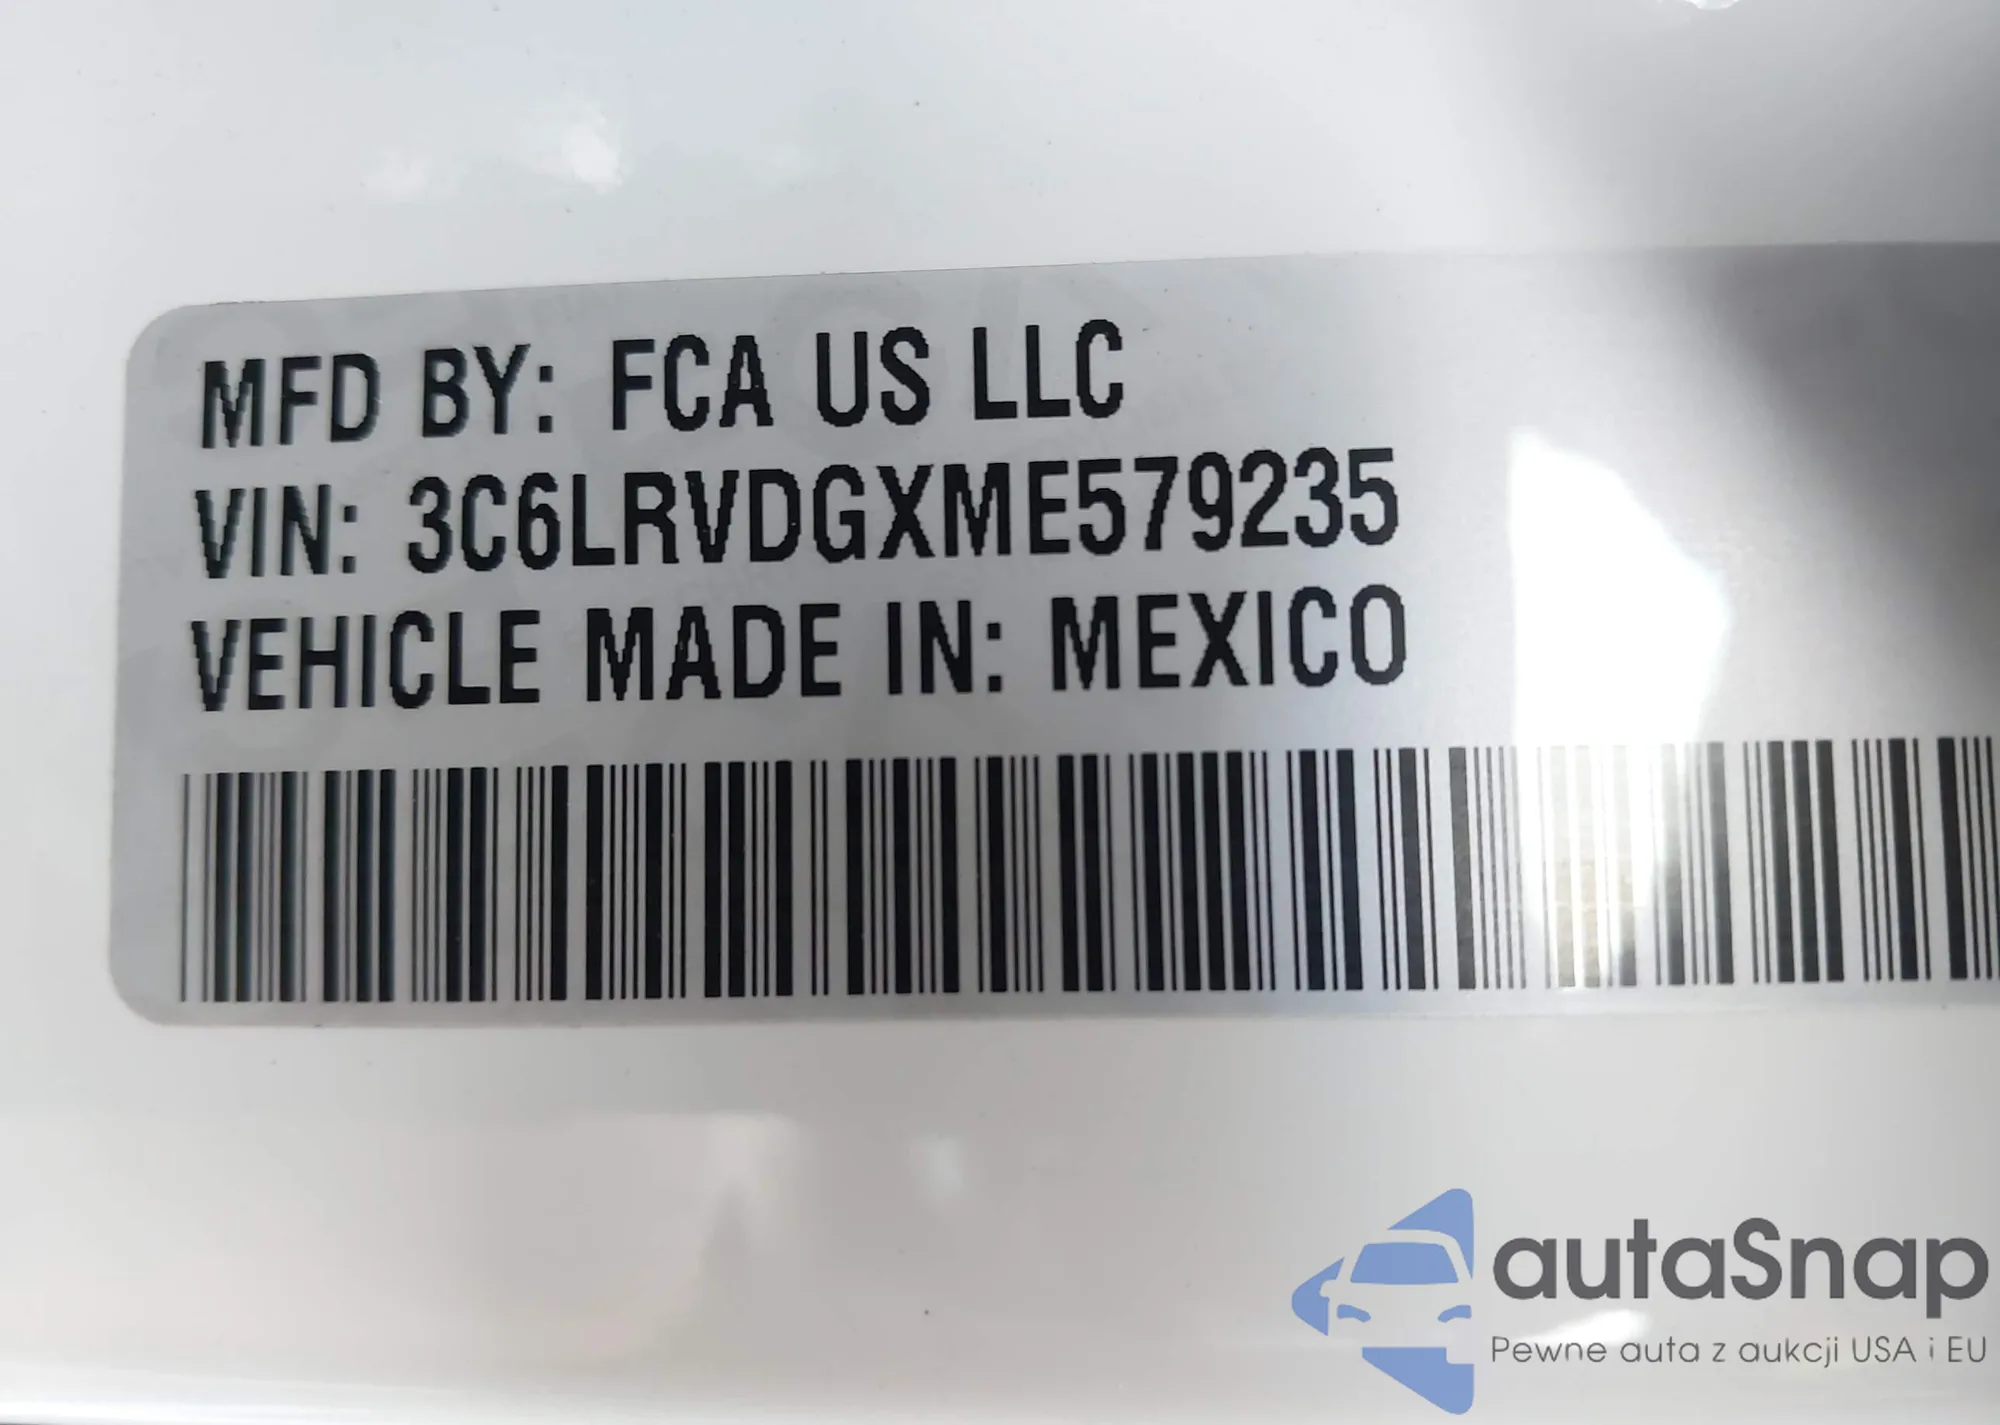 MFD BY: FCA US LLC
VIN: 3C6LRVDGXME579235
VEHICLE MADE IN: MEXICO
autaSnap
Pewne auta z aukcji USA i EU